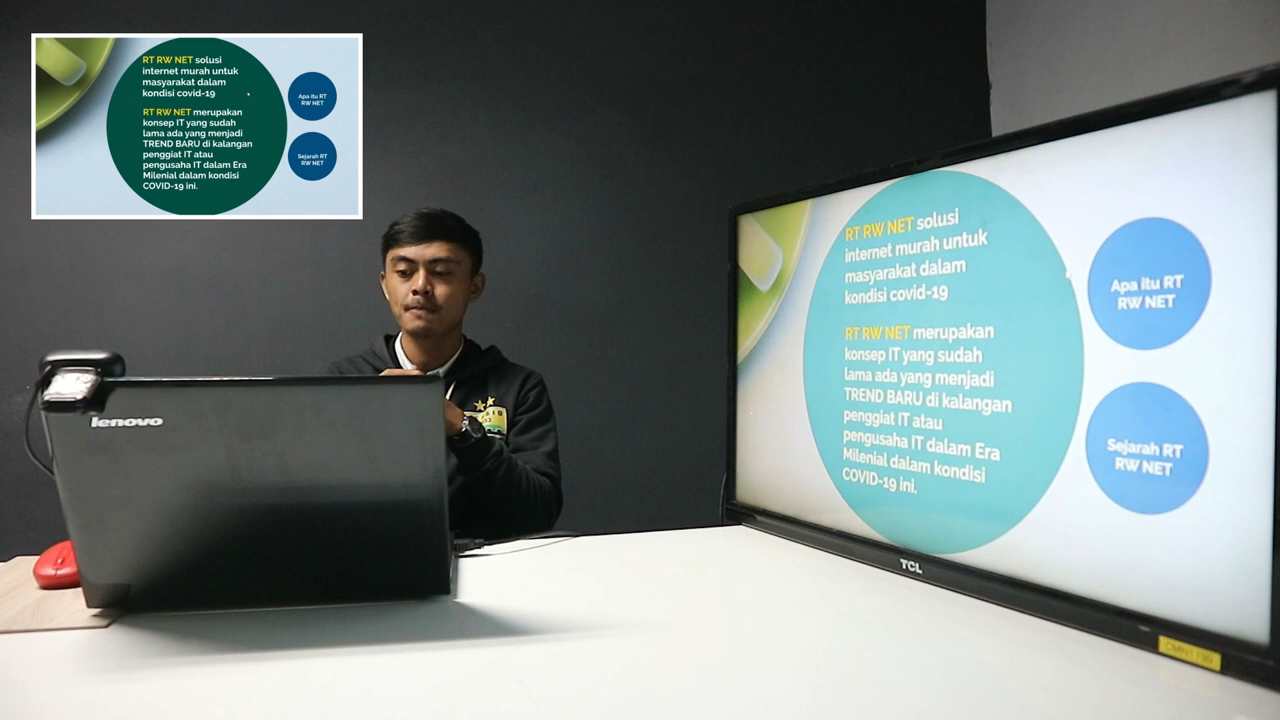 RT RW NET solusi
internet murah untuk
masyarakat dalam
kondisi covid-19
RT RW NET merupakan
konsep IT yang sudah
lama ada yang menjadi
TREND BARU di kalangan
penggiat IT atau
pengusaha IT dalam Era
Milenial dalam kondisi
COVID-19 ini.
Apa itu RT
RW NET
Sejarah RT
RW NET
lenovo
RT RW NET solusi
internet murah untuk
masyarakat dalam
kondisi covid-19
RT RW NET merupakan
konsep IT yang sudah
lama ada yang menjadi
TREND BARU di kalangan
penggiat IT atau
pengusaha IT dalam Era
Milenial dalam kondisi
COVID-19 ini.
Apa itu RT
RW NET
Sejarah RT
RW NET
TCL